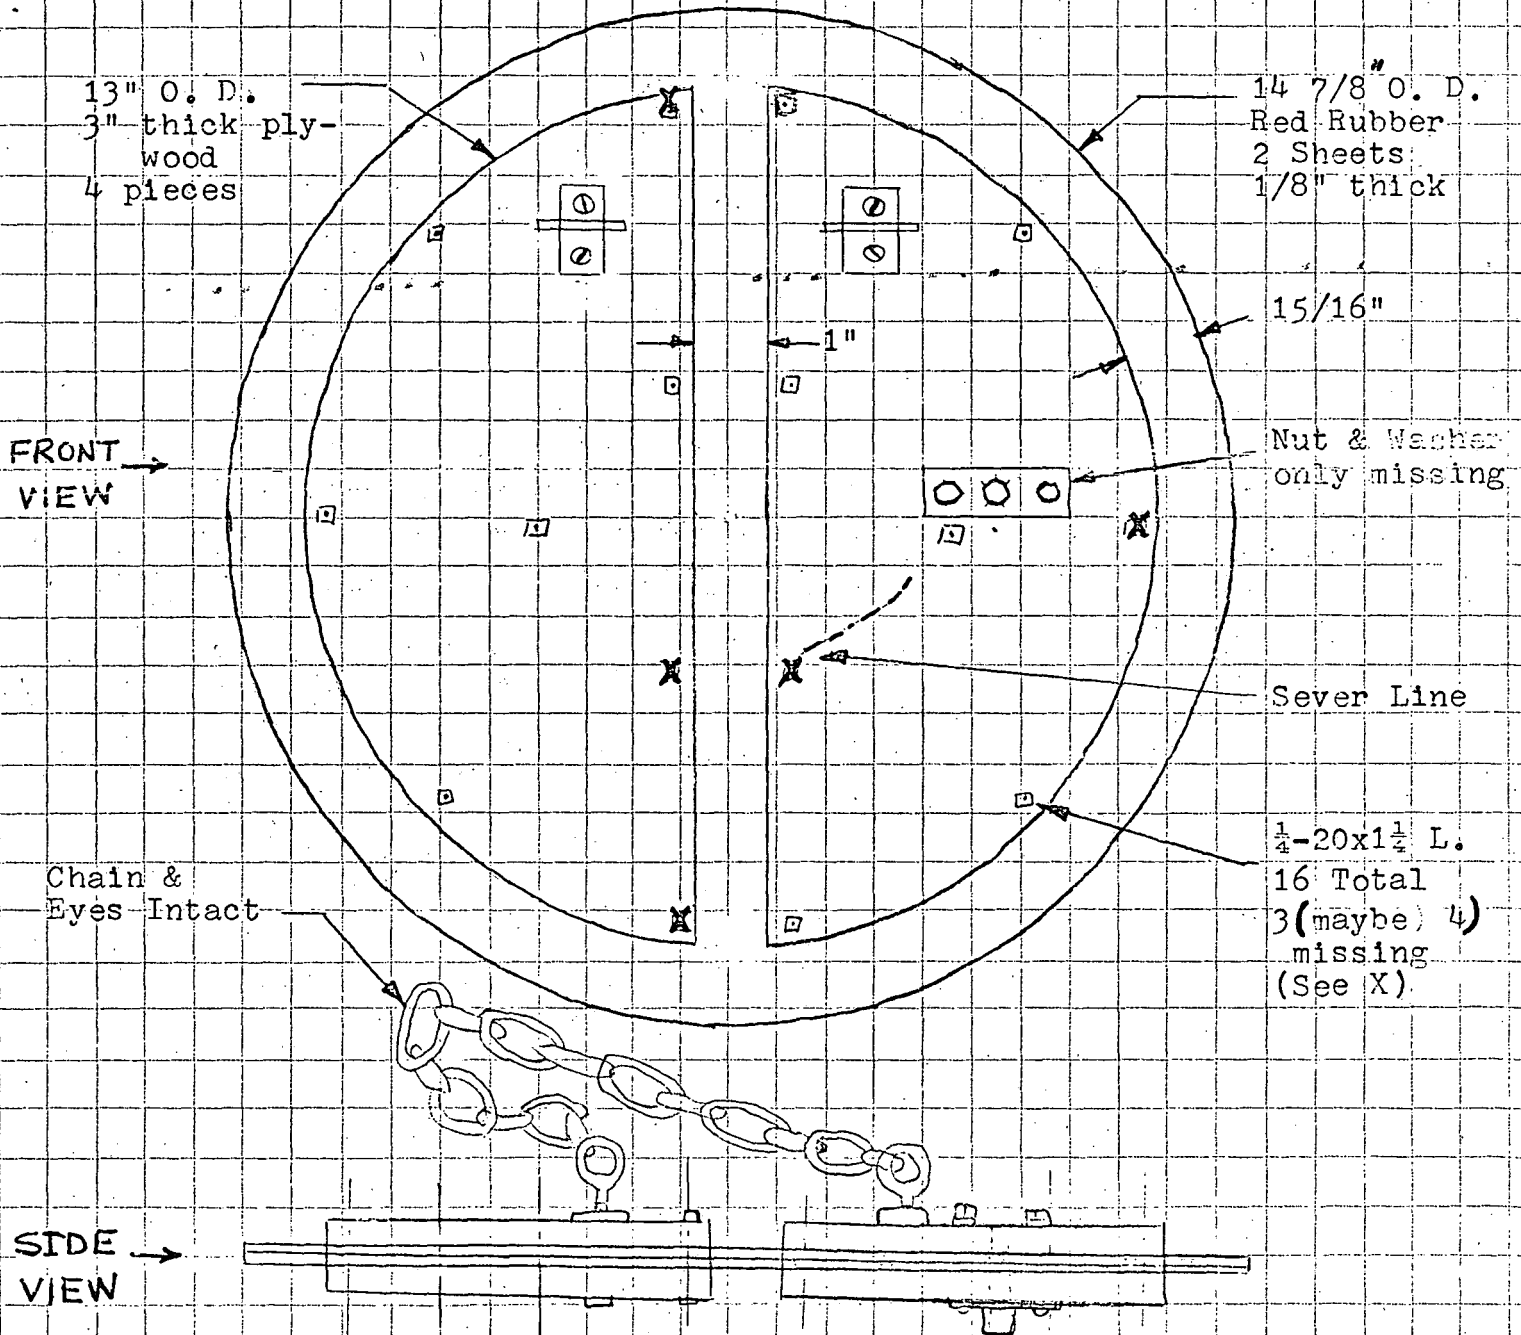 13" O. D.
3" thick ply-
wood
4 pieces
14 7/8" O. D.
Red Rubber
2 Sheets
1/8" thick
15/16"
1"
FRONT
VIEW
Nut & Washer
only missing
Sever Line
¼-20x1¼ L.
16 Total
3(maybe) 4)
missing
(See X)
Chain &
Eyes Intact
SIDE
VIEW